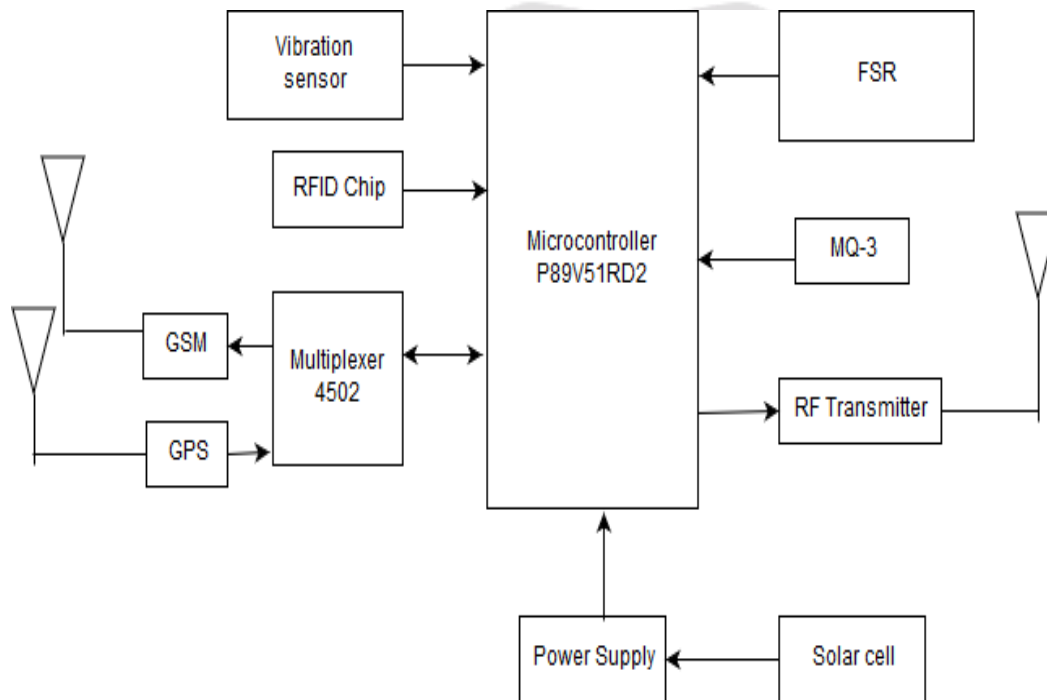 Vibration
sensor
FSR
RFID Chip
Microcontroller
P89V51RD2
MQ-3
GSM
Multiplexer
4502
RF Transmitter
GPS
Power Supply
Solar cell